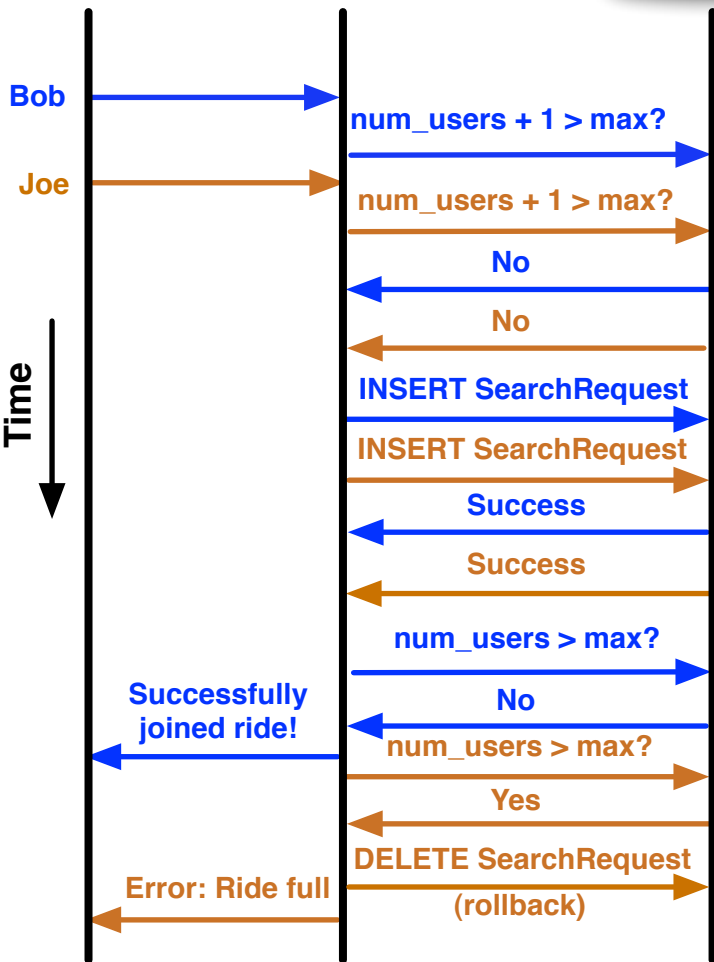 Bob
num_users + 1 > max?
Joe
num_users + 1 > max?
No
No
Time
INSERT SearchRequest
INSERT SearchRequest
Success
Success
num_users > max?
Successfully
joined ride!
No
num_users > max?
Yes
DELETE SearchRequest
Error: Ride full
(rollback)